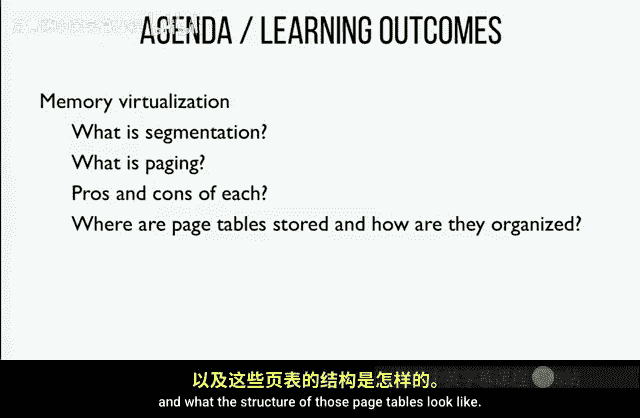 AGENDA / LEARNING OUTCOMES
Memory virtualization
What is segmentation?
What is paging?
Pros and cons of each?
Where are page tables stored and how are they organized?
以及这些页表的结构是怎样的。
and what the structure of those page tables look like.